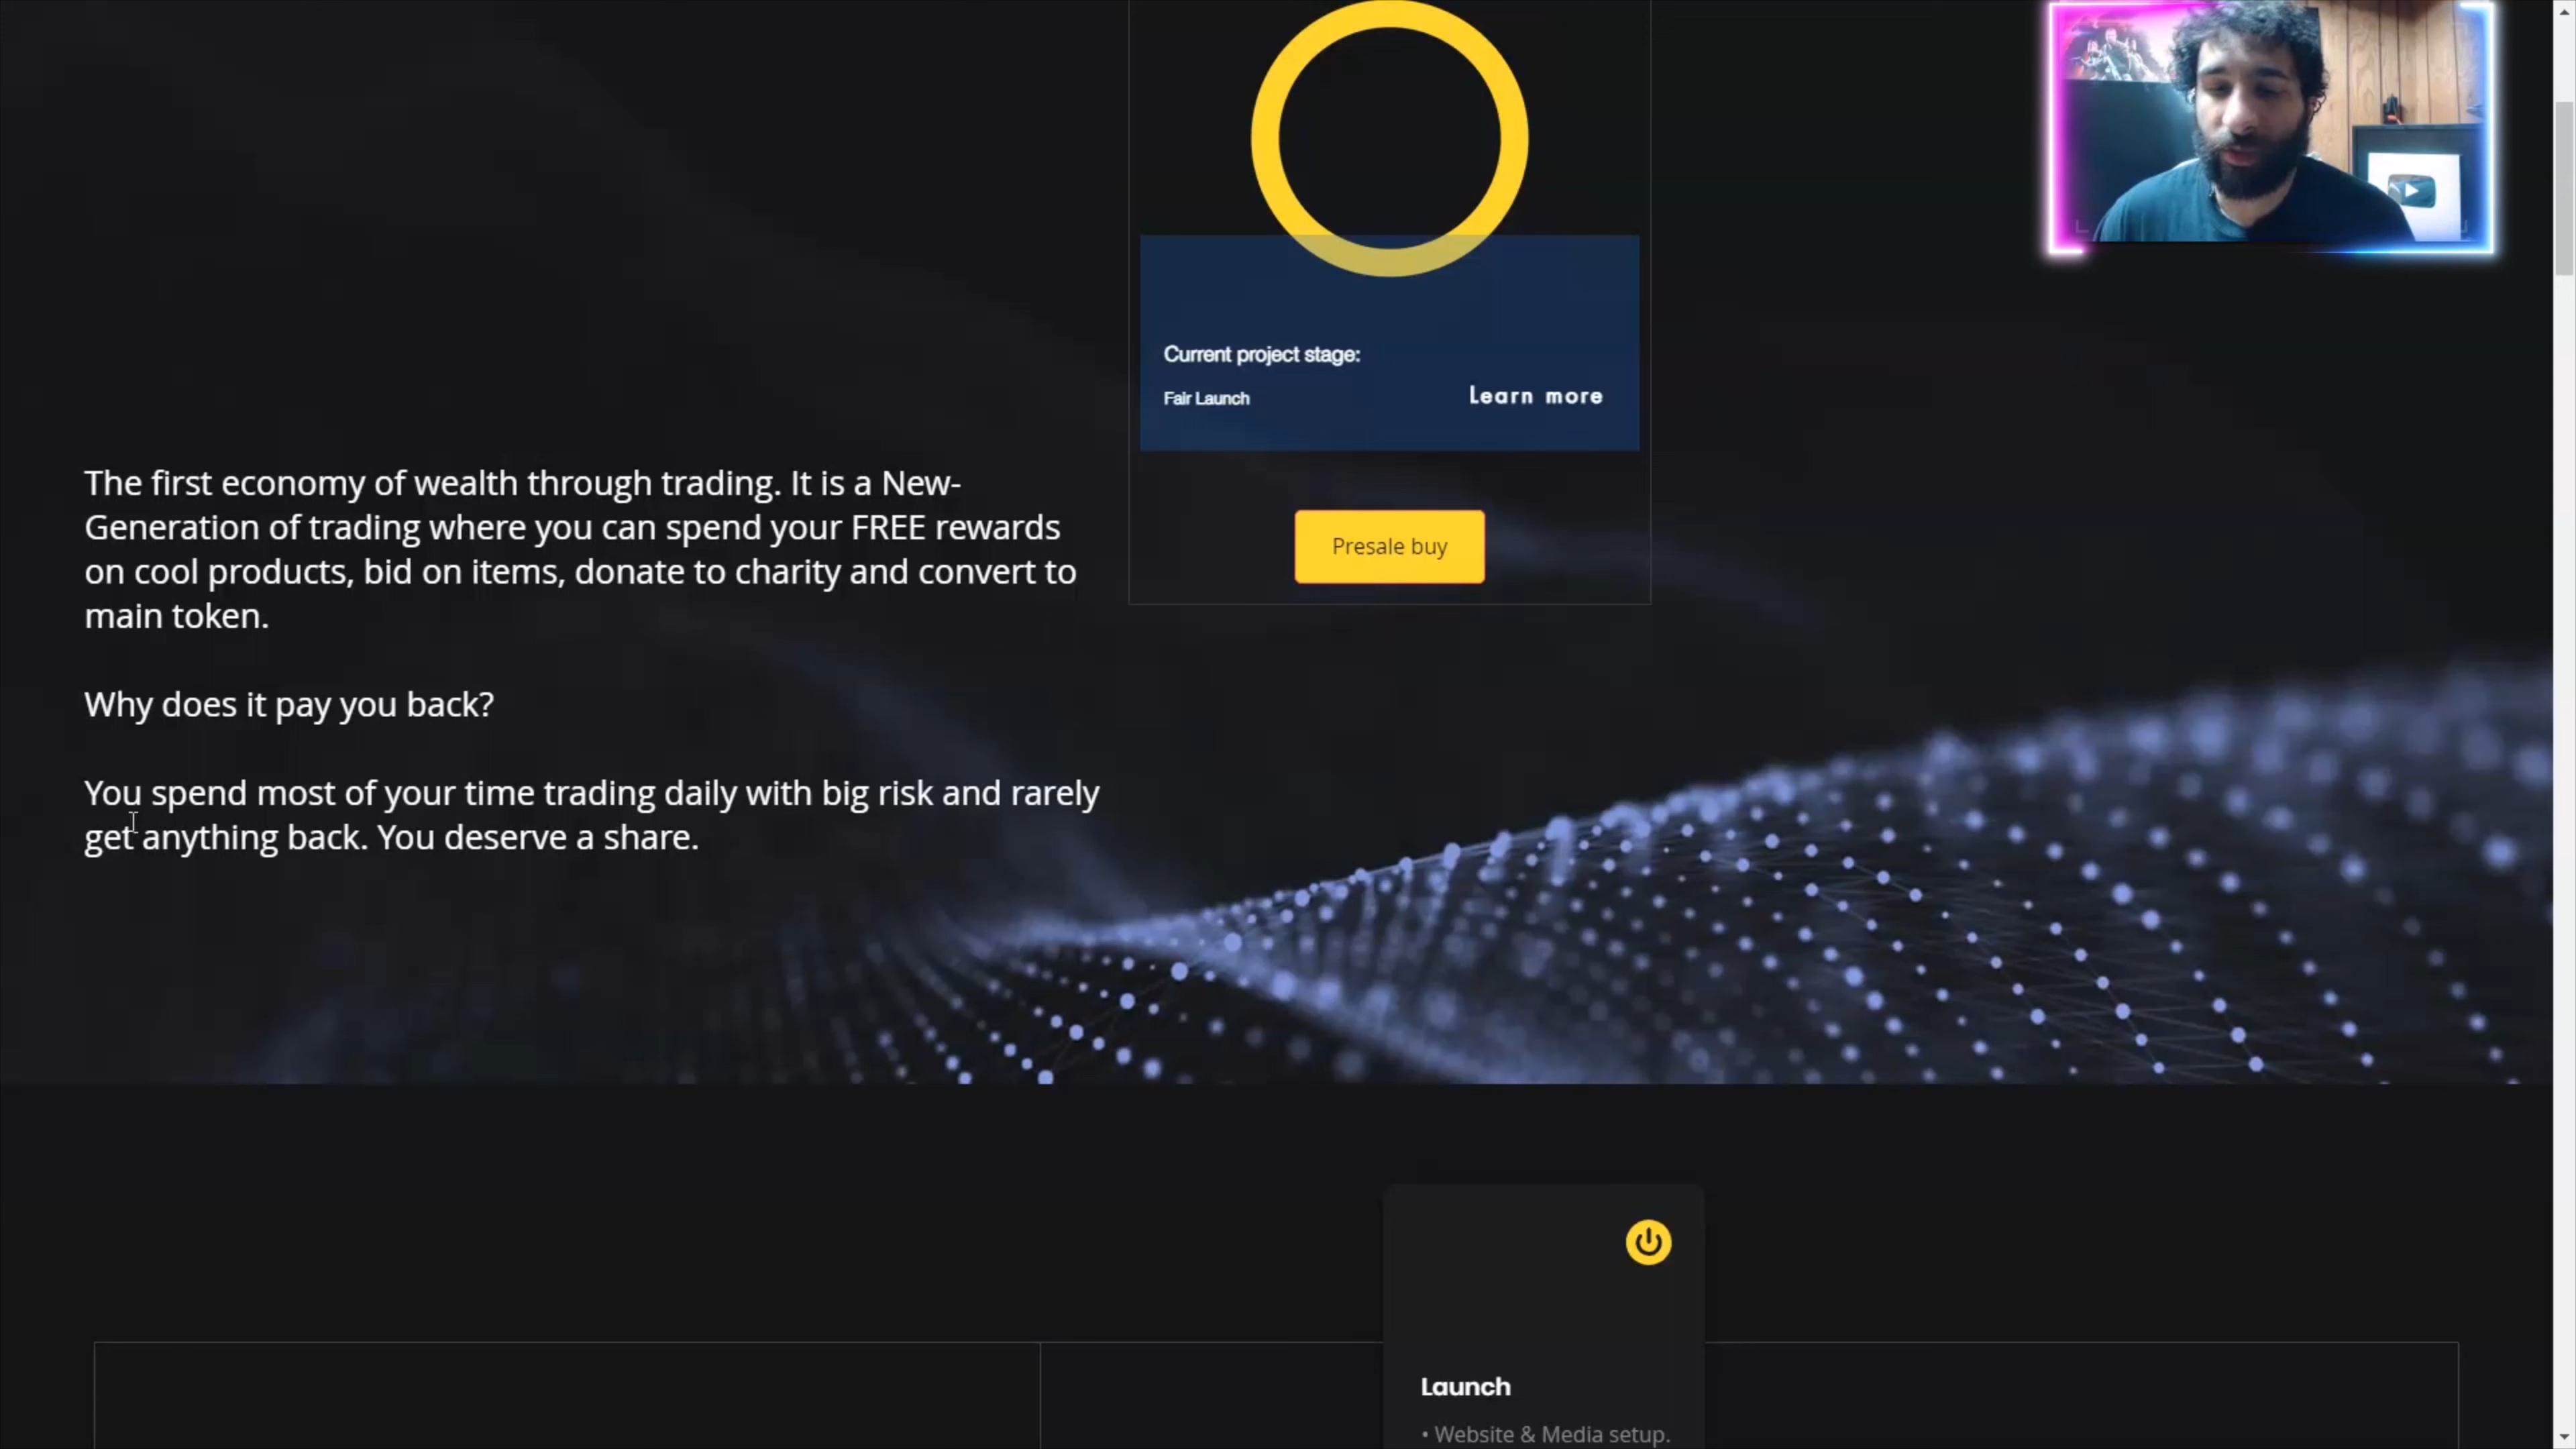 Current project stage:
Fair Launch
Learn more
Presale buy
The first economy of wealth through trading. It is a New-
Generation of trading where you can spend your FREE rewards
on cool products, bid on items, donate to charity and convert to
main token.
Why does it pay you back?
You spend most of your time trading daily with big risk and rarely
get anything back. You deserve a share.
Launch
• Website & Media setup.